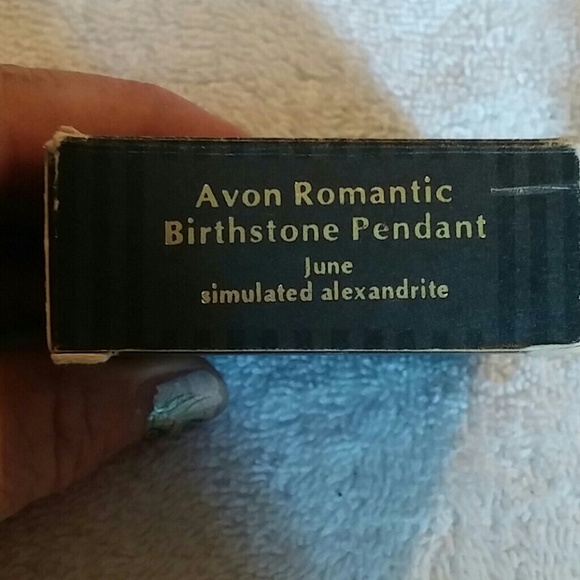 Avon Romantic
Birthstone Pendant
June
simulated alexandrite